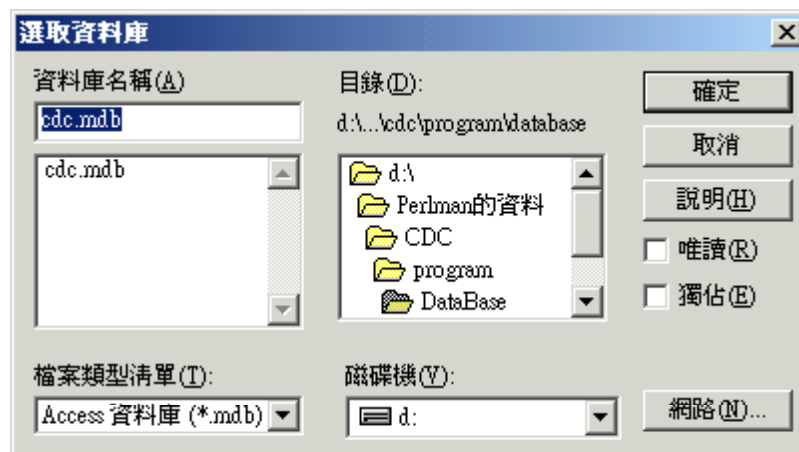 選取資料庫
資料庫名稱(A)
cdc.mdb
cdc.mdb
目錄(D):
d:\...\cdc\program\database
d:\
Perlman的資料
CDC
program
DataBase
確定
取消
說明(H)
唯讀(R)
獨佔(E)
檔案類型清單(T):
Access 資料庫 (*.mdb)
磁碟機(V):
d:
網路(N)...